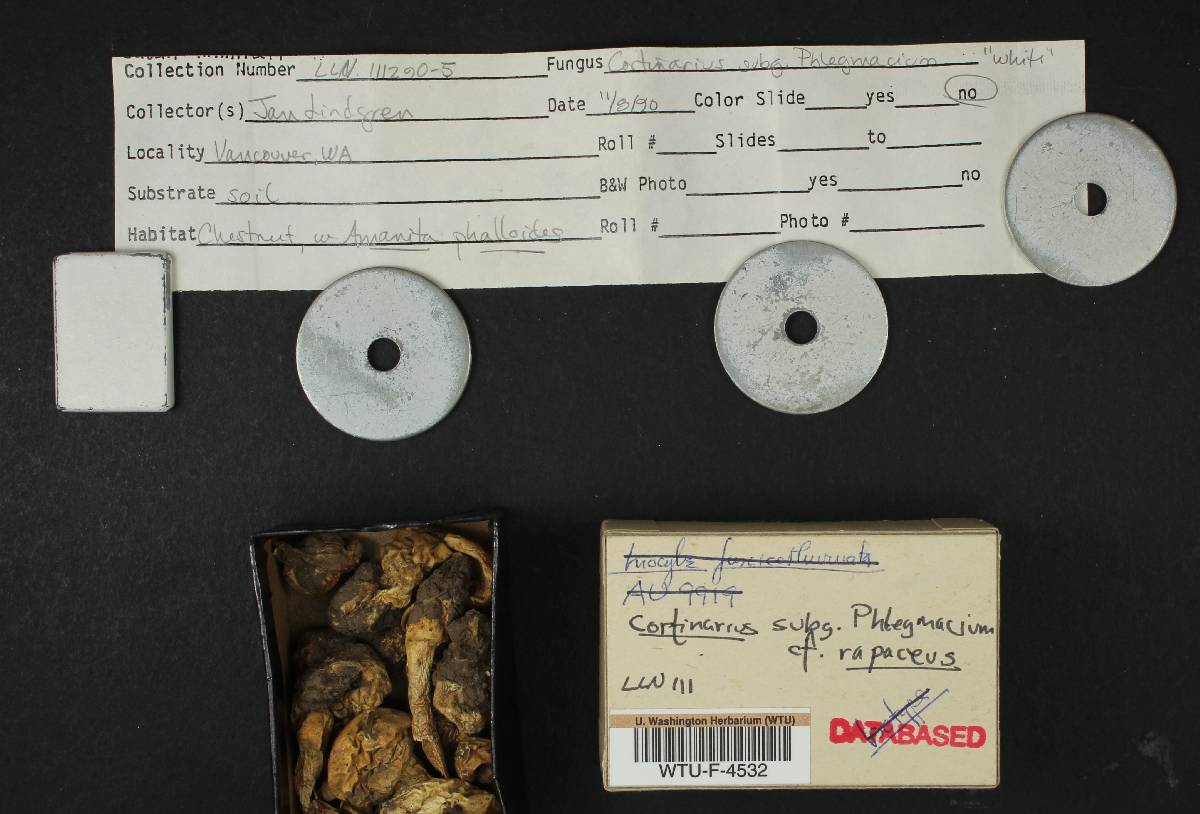 Collection Number LLN 111290-5 Fungus Cortinarius subg. Phlegmacium "white"
Collector(s) Jan Lindgren Date 11/8/90 Color Slide yes no
Locality Vancouver, WA Roll # Slides to
Substrate soil B&W Photo yes no
Habitat Chestnut, w Amanita phalloides Roll # Photo #
Inocybe
AU 9919
Cortinarius subg. Phlegmacium
cf. rapaceus
LLN 111
U. Washington Herbarium (WTU)
WTU-F-4532
DATABASED